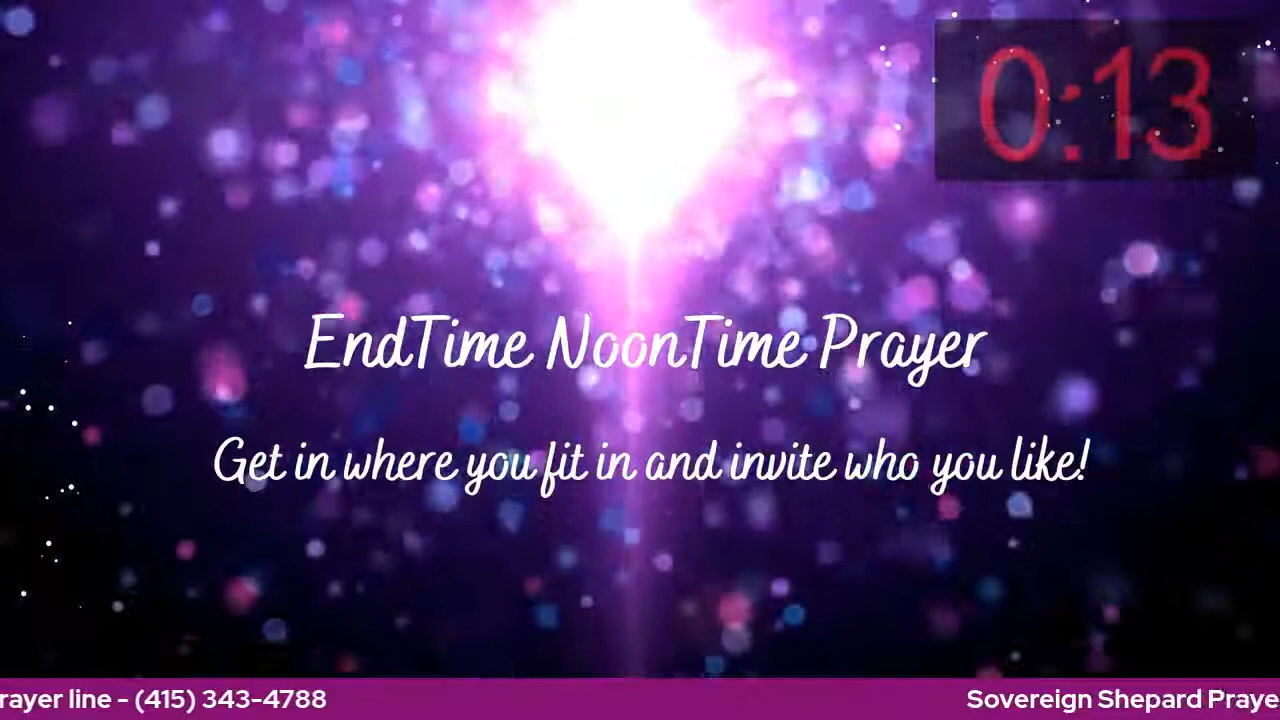 0:13
EndTime NoonTime Prayer
Get in where you fit in and invite who you like!
rayer line - (415) 343-4788
Sovereign Shepard Praye